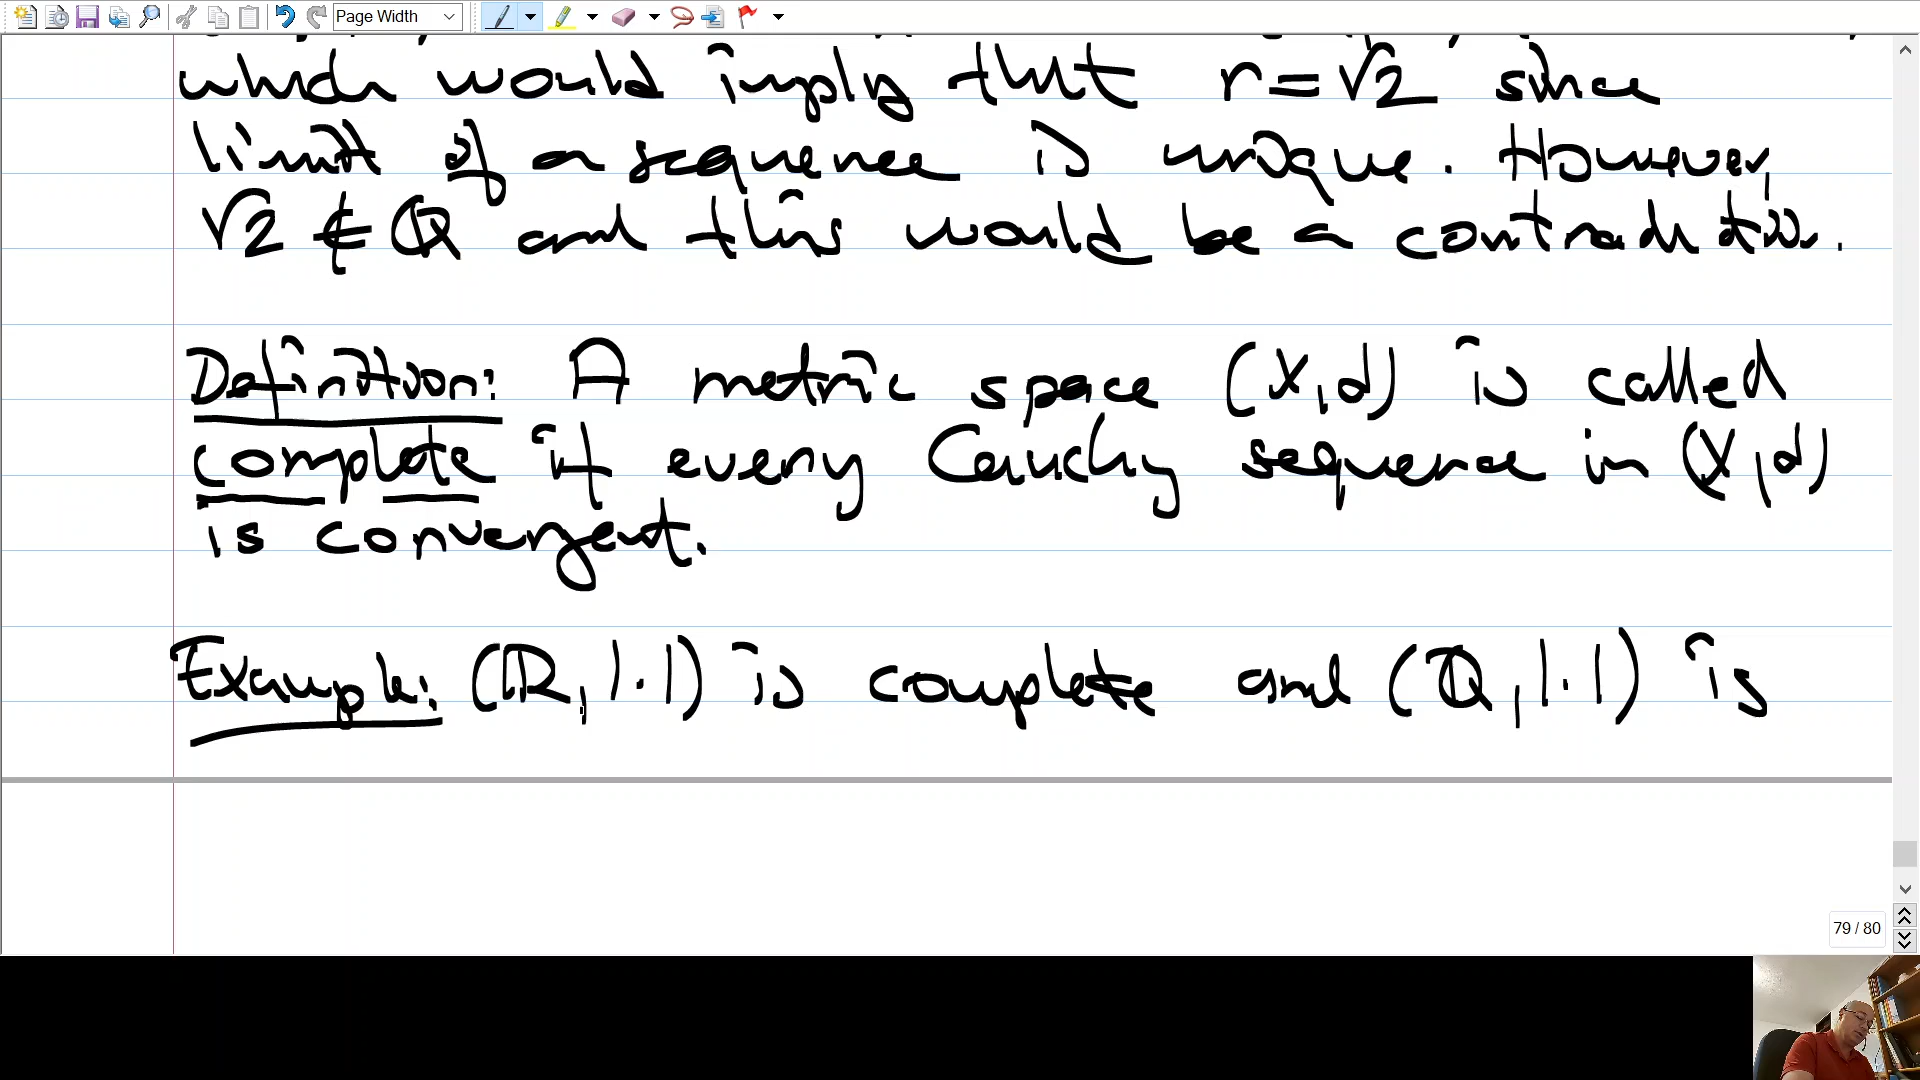 Page Width
which would imply that r = √2 since
limit of a sequence is unique. However,
√2 ∉ ℚ and this would be a contradiction.
Definition: A metric space (X, d) is called
complete if every Cauchy sequence in (X, d)
is convergent.
Example: (ℝ, |·|) is complete and (ℚ, |·|) is
79 / 80